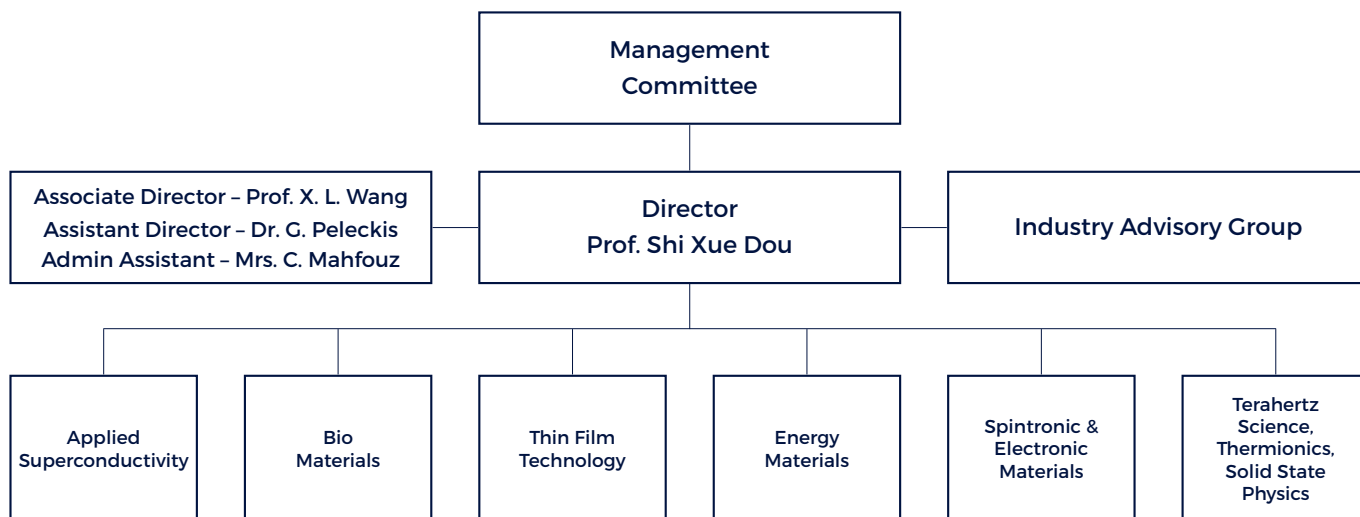 Management
Committee
Associate Director – Prof. X. L. Wang
Assistant Director – Dr. G. Peleckis
Admin Assistant – Mrs. C. Mahfouz
Director
Prof. Shi Xue Dou
Industry Advisory Group
Applied
Superconductivity
Bio
Materials
Thin Film
Technology
Energy
Materials
Spintronic &
Electronic
Materials
Terahertz
Science,
Thermionics,
Solid State
Physics